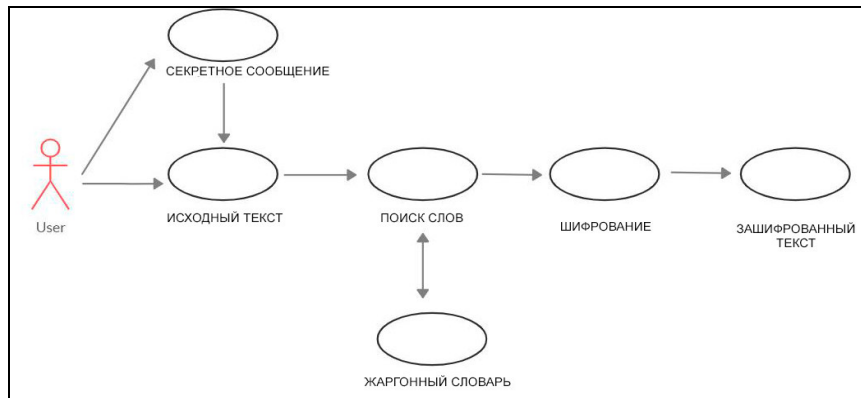 СЕКРЕТНОЕ СООБЩЕНИЕ
User
ИСХОДНЫЙ ТЕКСТ
ПОИСК СЛОВ
ШИФРОВАНИЕ
ЗАШИФРОВАННЫЙ
ТЕКСТ
ЖАРГОННЫЙ СЛОВАРЬ